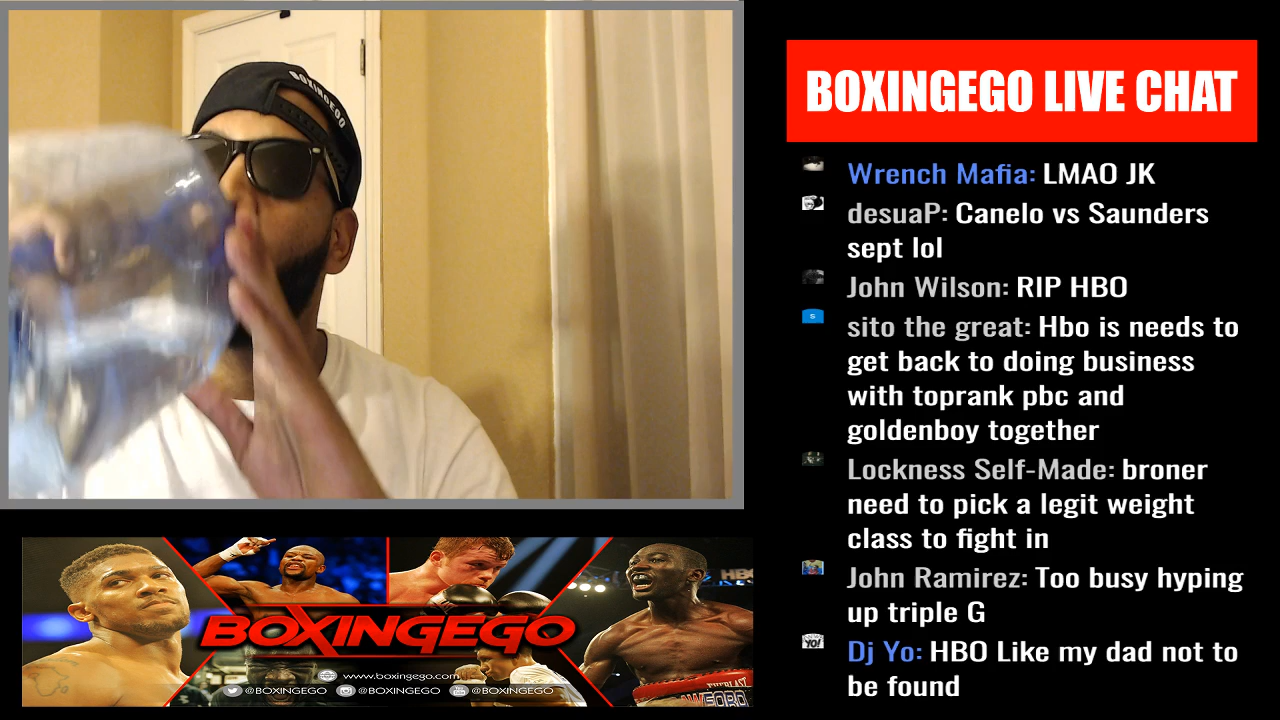 BOXINGEGO
BOXINGEGO LIVE CHAT
Wrench Mafia: LMAO JK
desuaP: Canelo vs Saunders
sept lol
John Wilson: RIP HBO
S
sito the great: Hbo is needs to
get back to doing business
with toprank pbc and
goldenboy together
Lockness Self-Made: broner
need to pick a legit weight
class to fight in
John Ramirez: Too busy hyping
up triple G
YO!
Dj Yo: HBO Like my dad not to
be found
HBO
BOXINGEGO
www.boxingego.com
@BOXINGEGO @BOXINGEGO @BOXINGEGO
EVERLAST